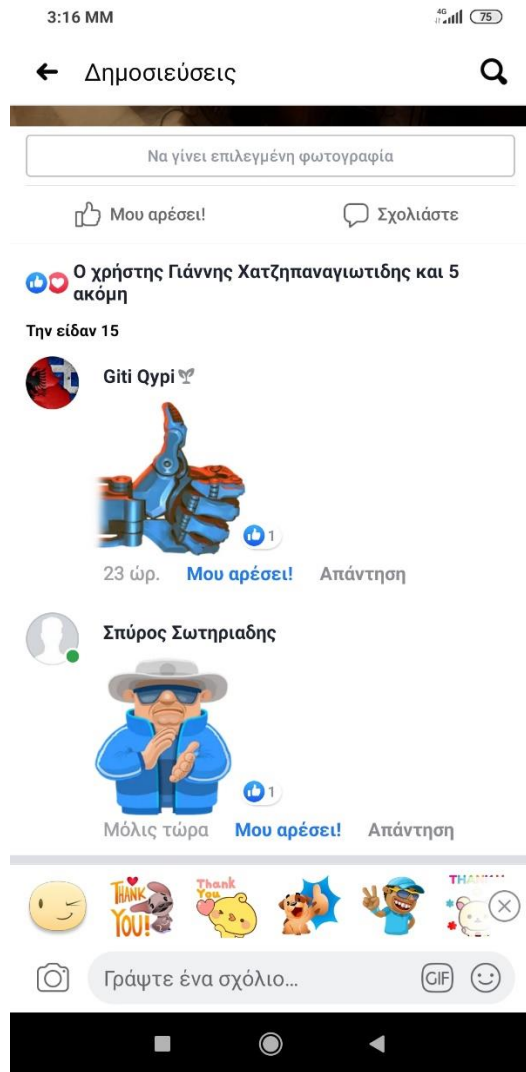 3:16 MM
4G
75
Δημοσιεύσεις
Να γίνει επιλεγμένη φωτογραφία
Μου αρέσει!
Σχολιάστε
Ο χρήστης Γιάννης Χατζηπαναγιωτιδης και 5
ακόμη
Την είδαν 15
Giti Qypi
1
23 ώρ.
Μου αρέσει!
Απάντηση
Σπύρος Σωτηριαδης
1
Μόλις τώρα
Μου αρέσει!
Απάντηση
THANK
YOU!
Thank
You
Γράψτε ένα σχόλιο...
GIF